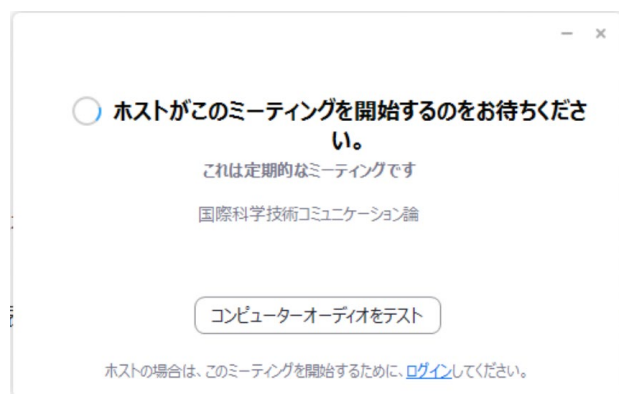 ホストがこのミーティングを開始するのをお待ちくださ
い。
これは定期的なミーティングです
国際科学技術コミュニケーション論
コンピューターオーディオをテスト
ホストの場合は、このミーティングを開始するために、ログインしてください。